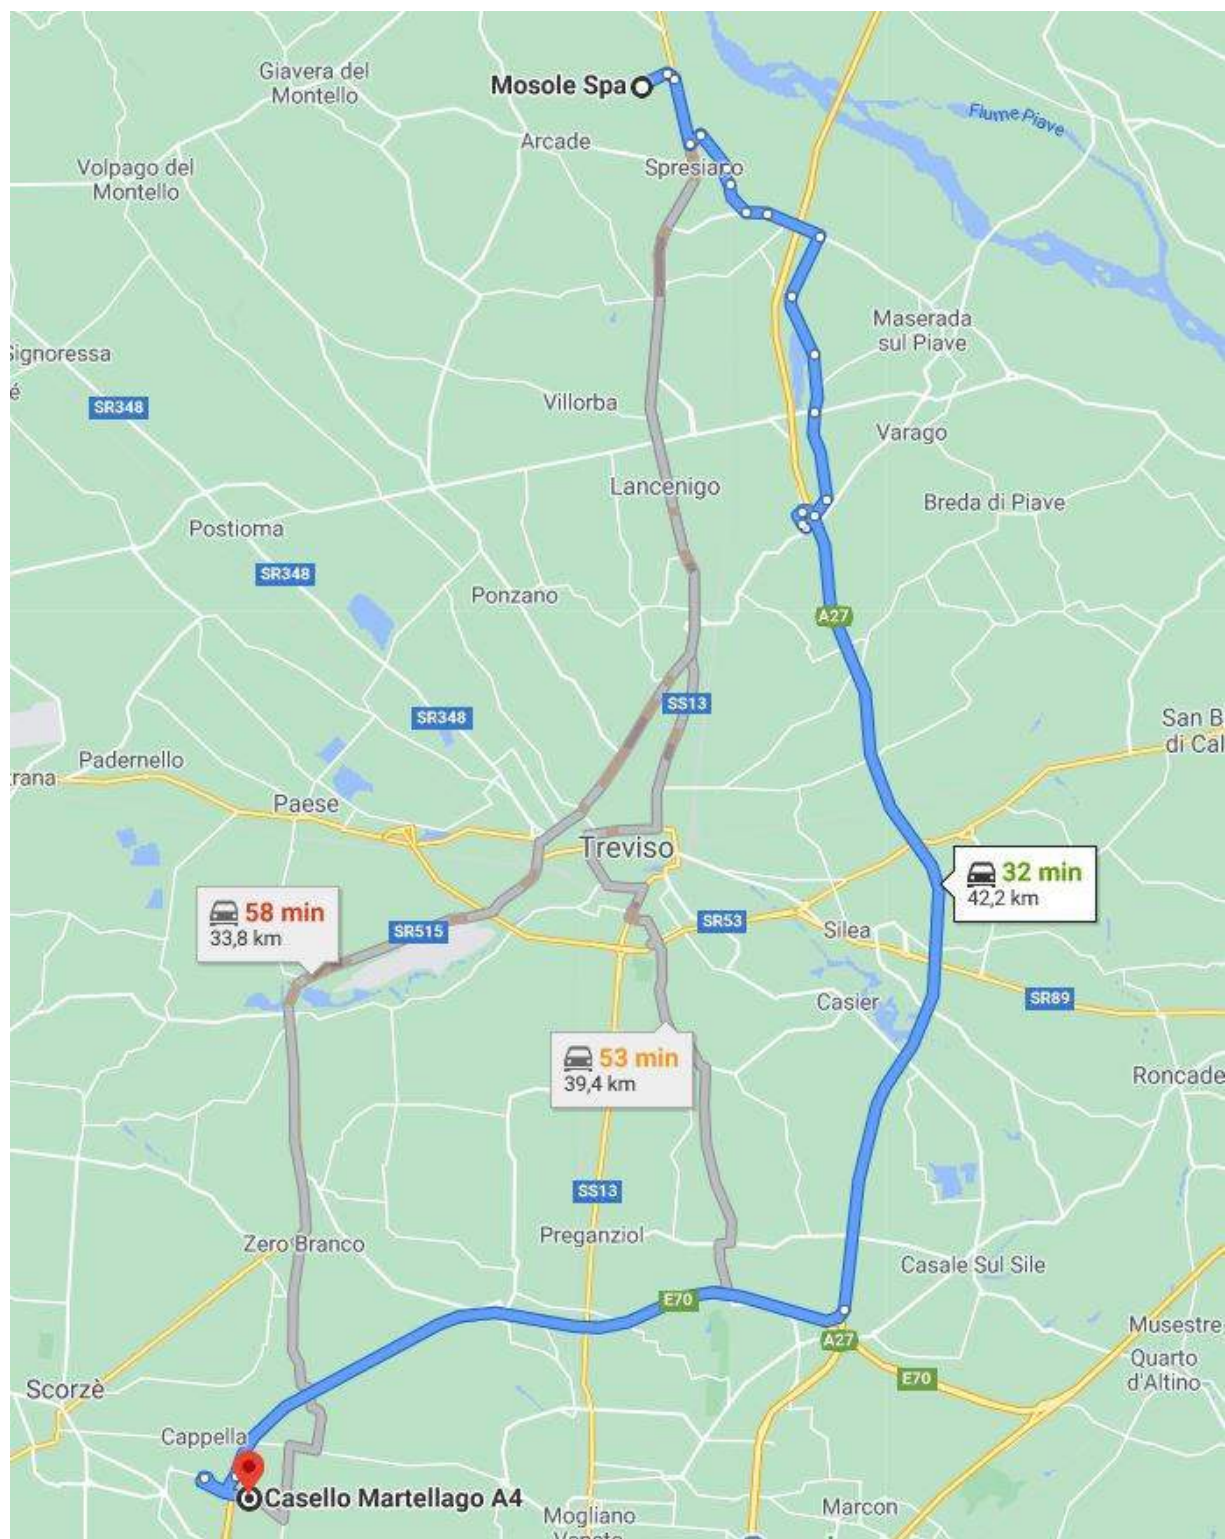 Giavera del
Montello
Mosole Spa
Fiume Piave
Arcade
Volpago del
Montello
Spresiano
Maserada
sul Piave
Signoressa
é
SR348
Villorba
Varago
Lancenigo
Breda di Piave
Postioma
SR348
Ponzano
A27
SS13
SR348
San B
di Cal
Padernello
trana
Paese
Treviso
32 min
42,2 km
58 min
33,8 km
SR515
SR53
Silea
SR89
Casier
53 min
39,4 km
Roncade
SS13
Preganziol
Zero Branco
Casale Sul Sile
E70
A27
Musestre
Quarto
d'Altino
E70
Scorzè
Cappella
Casello Martellago A4
Marcon
Mogliano
Veneto